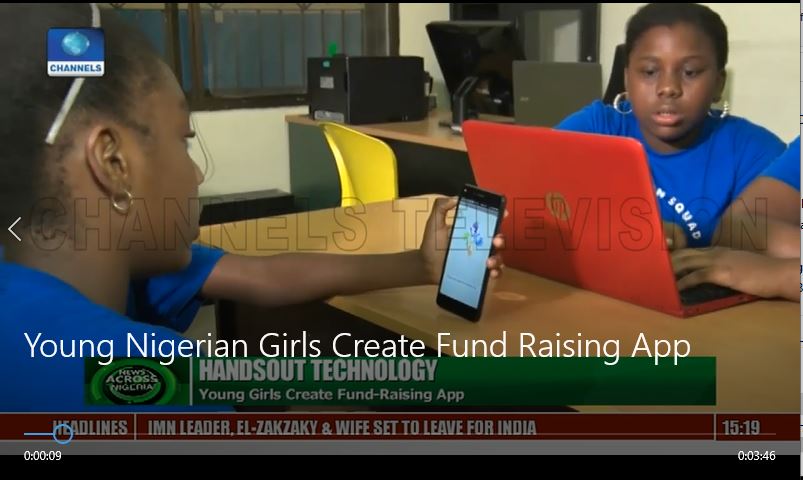 CHANNELS
CHANNELS TELEVISION
N SQUAD
Young Nigerian Girls Create Fund Raising App
NEWS
ACROSS
NIGERIA
HANDSOUT TECHNOLOGY
Young Girls Create Fund-Raising App
HEADLINES
IMN LEADER, EL-ZAKZAKY & WIFE SET TO LEAVE FOR INDIA
15:19
0:00:09
0:03:46